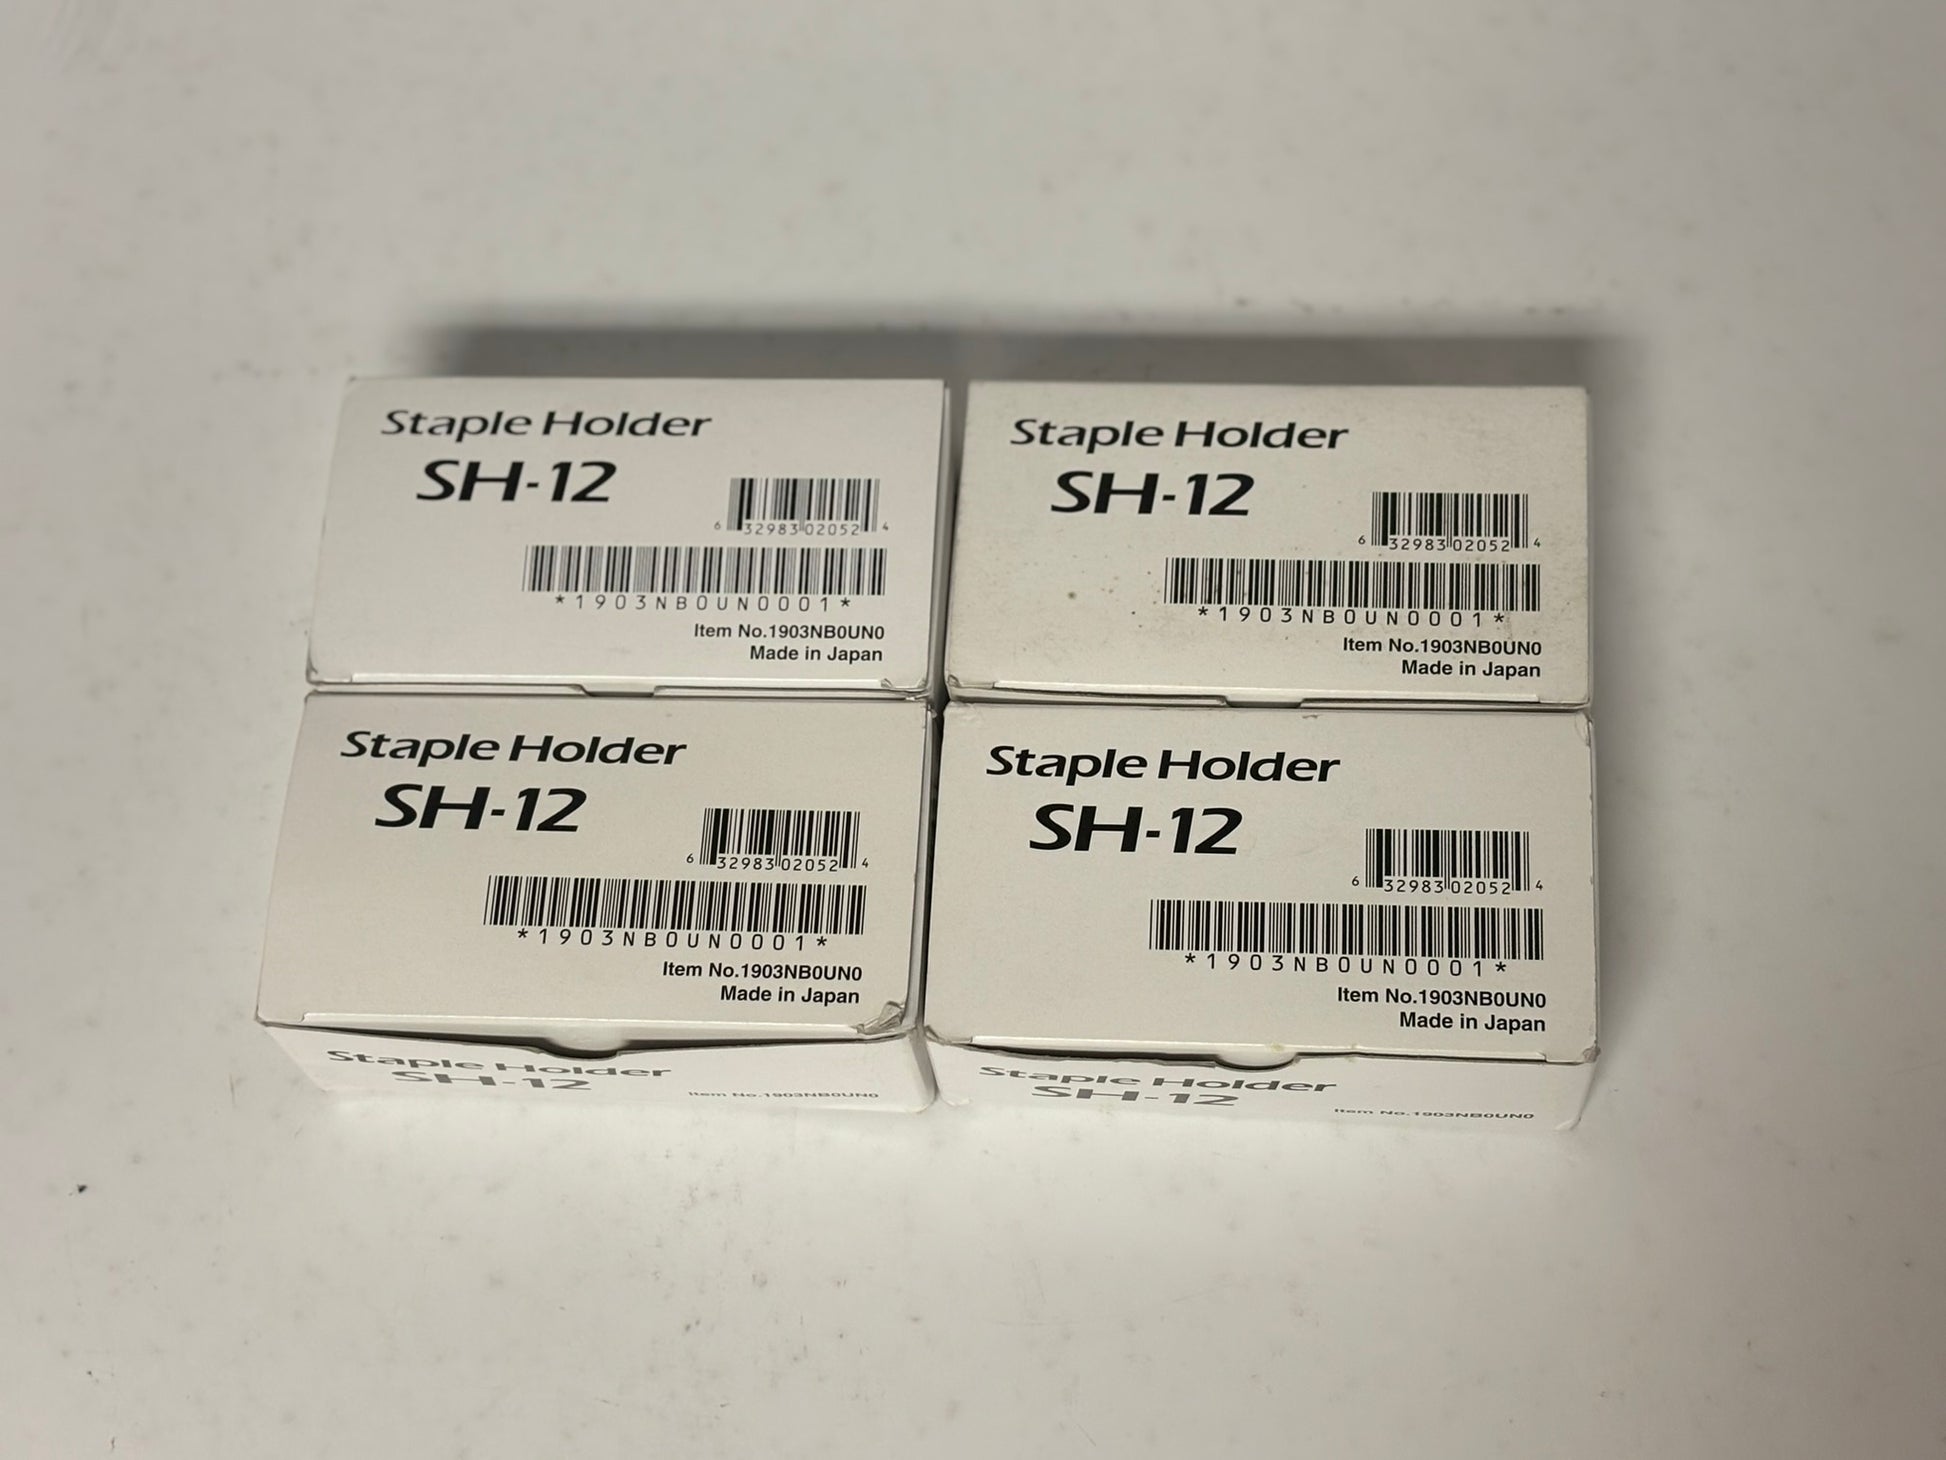 Staple Holder
SH-12
6 32983 02052 4
*1903NB0UN0001*
Item No.1903NB0UN0
Made in Japan
Staple Holder
SH-12
6 32983 02052 4
*1903NB0UN0001*
Item No.1903NB0UN0
Made in Japan
Staple Holder
SH-12
6 32983 02052 4
*1903NB0UN0001*
Item No.1903NB0UN0
Made in Japan
Staple Holder
SH-12
Item No.1903NB0UN0
Staple Holder
SH-12
6 32983 02052 4
*1903NB0UN0001*
Item No.1903NB0UN0
Made in Japan
Staple Holder
SH-12
Item No.1903NB0UN0